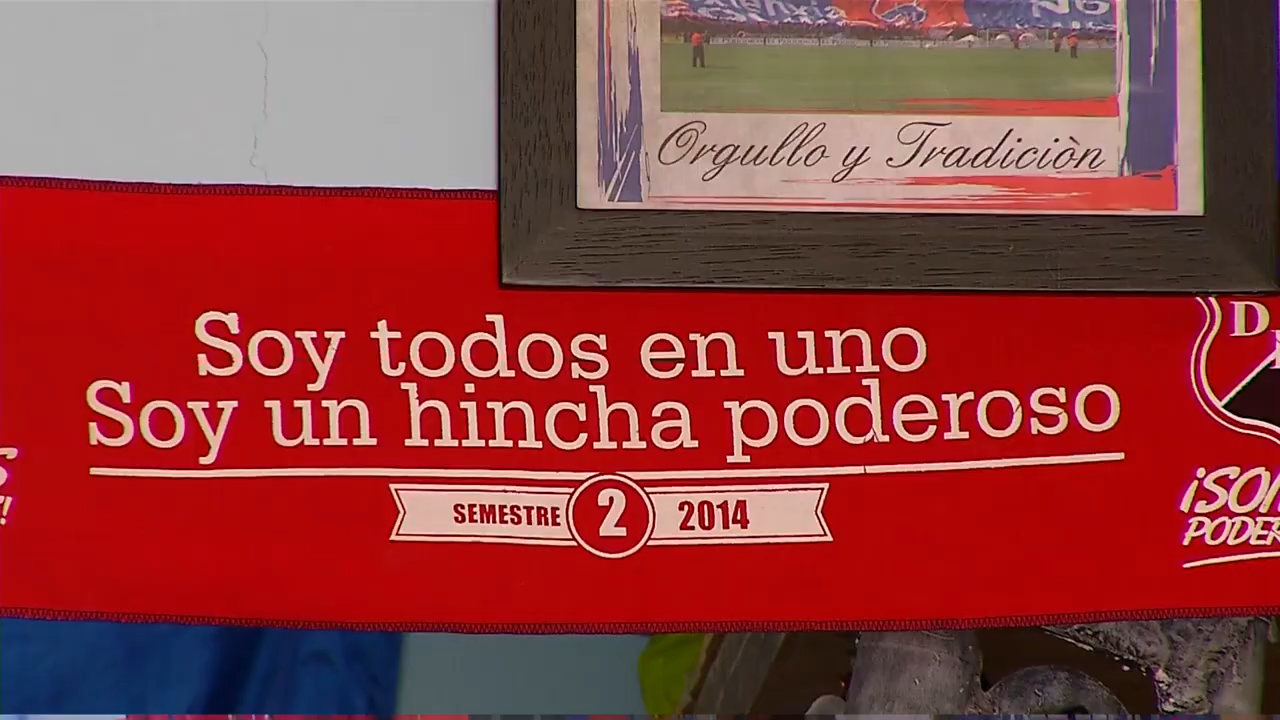 Orgullo y Tradiciòn
Soy todos en uno
Soy un hincha poderoso
SEMESTRE 2 2014
D